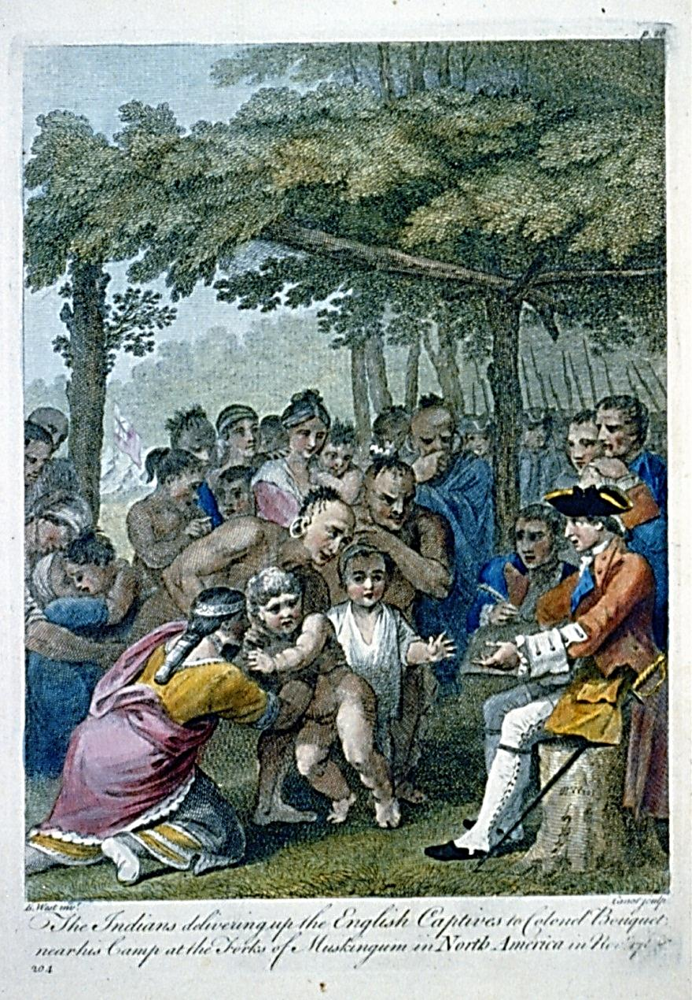 B. West inv.ᵗ
Canot sculp.
The Indians delivering up the English Captives to Colonel Bouquet
near his Camp at the Forks of Muskingum in North America in
204